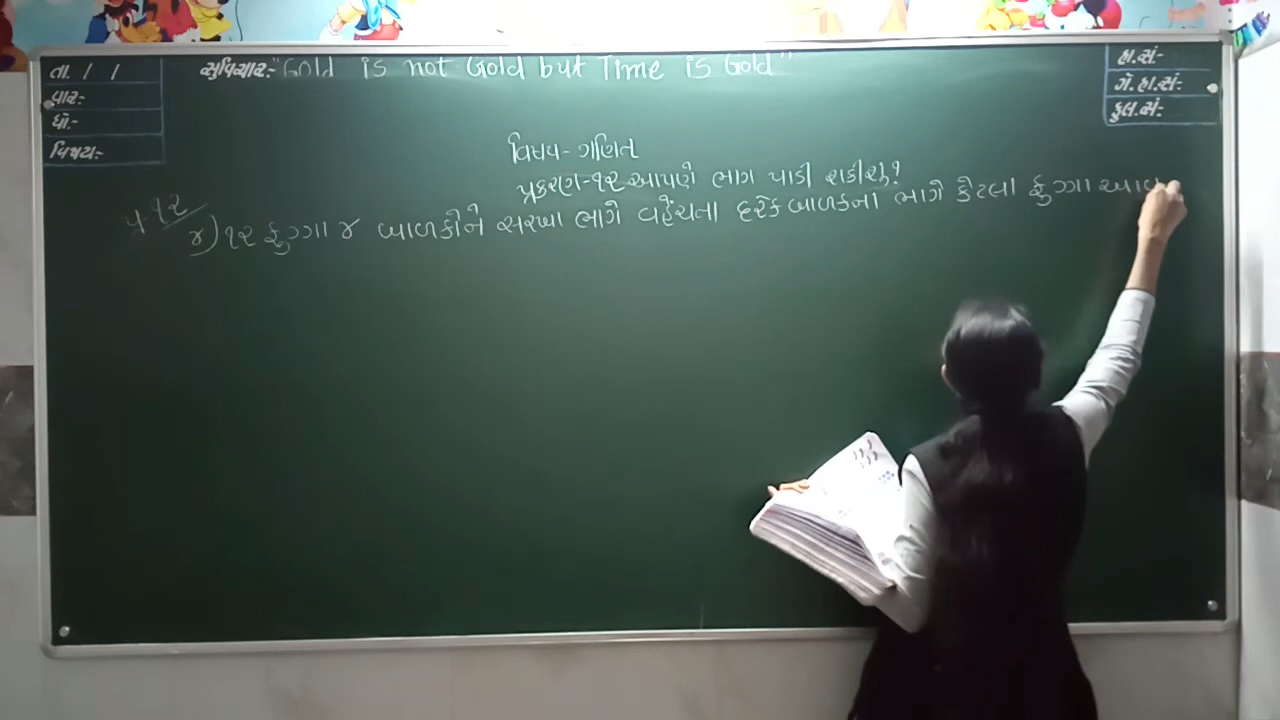 તા. / /
વાર:-
ધો:-
વિષય:-
સુવિચાર:- "Gold is not Gold but Time is Gold"
હા.સં:-
ગે.હા.સં:-
કુલ.સં:-
વિષય- ગણિત
પ્રકરણ-૧૨ આપણે ભાગ પાડી શકીશું?
૪) ૧૨ ફુગ્ગા ૪ બાળકોને સરખા ભાગે વહેંચતા દરેક બાળકના ભાગે કેટલા ફુગ્ગા આવ